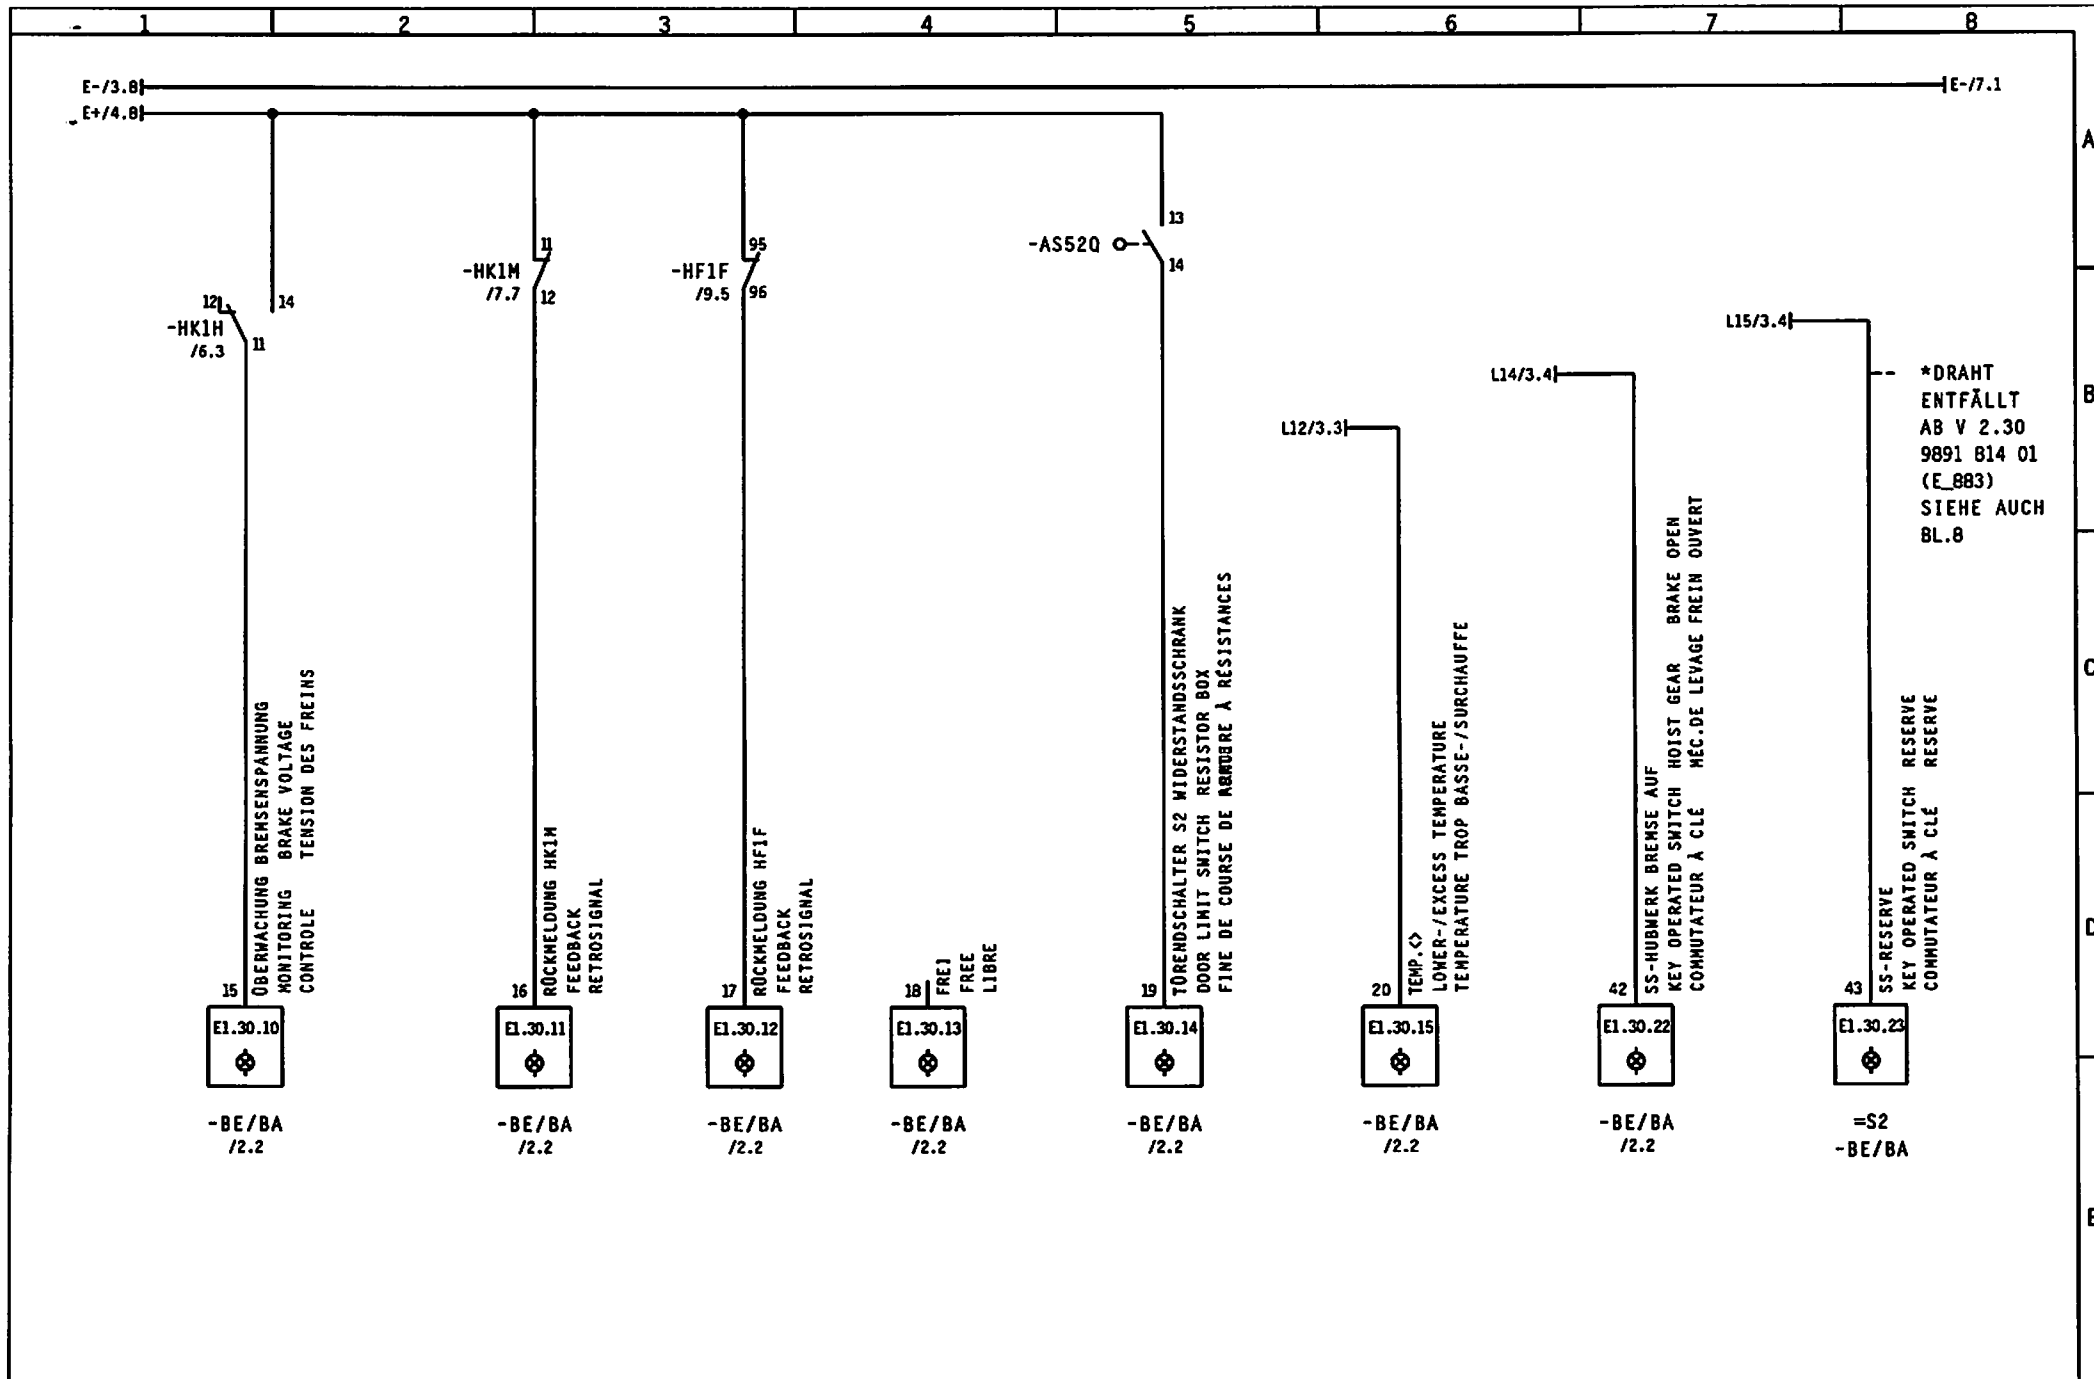 1 2 3 4 5 6 7 8
E-/3.8 E-/7.1
E+/4.8
A
13
-AS52Q
14
11
-HK1M
/7.7 12
95
-HF1F
/9.5 96
12 14
-HK1H
/6.3 11
L15/3.4
L14/3.4
L12/3.3
*DRAHT
ENTFÄLLT
AB V 2.30
9891 814 01
(E_883)
SIEHE AUCH
BL.8
B
C
D
E
15
ÜBERWACHUNG BREMSENSPANNUNG
MONITORING BRAKE VOLTAGE
CONTROLE TENSION DES FREINS
16
RÜCKMELDUNG HK1M
FEEDBACK
RETROSIGNAL
17
RÜCKMELDUNG HF1F
FEEDBACK
RETROSIGNAL
18
FREI
FREE
LIBRE
19
TÜRENDSCHALTER S2 WIDERSTANDSSCHRANK
DOOR LIMIT SWITCH RESISTOR BOX
FINE DE COURSE DE À RÉSISTANCES
20
TEMP.<>
LOWER-/EXCESS TEMPERATURE
TEMPERATURE TROP BASSE-/SURCHAUFFE
42
SS-HUBWERK BREMSE AUF
KEY OPERATED SWITCH HOIST GEAR BRAKE OPEN
COMMUTATEUR À CLÉ MÉC.DE LEVAGE FREIN OUVERT
43
SS-RESERVE
KEY OPERATED SWITCH RESERVE
COMMUTATEUR À CLÉ RESERVE
E1.30.10 E1.30.11 E1.30.12 E1.30.13 E1.30.14 E1.30.15 E1.30.22 E1.30.23
-BE/BA -BE/BA -BE/BA -BE/BA -BE/BA -BE/BA -BE/BA =S2
/2.2 /2.2 /2.2 /2.2 /2.2 /2.2 /2.2 -BE/BA